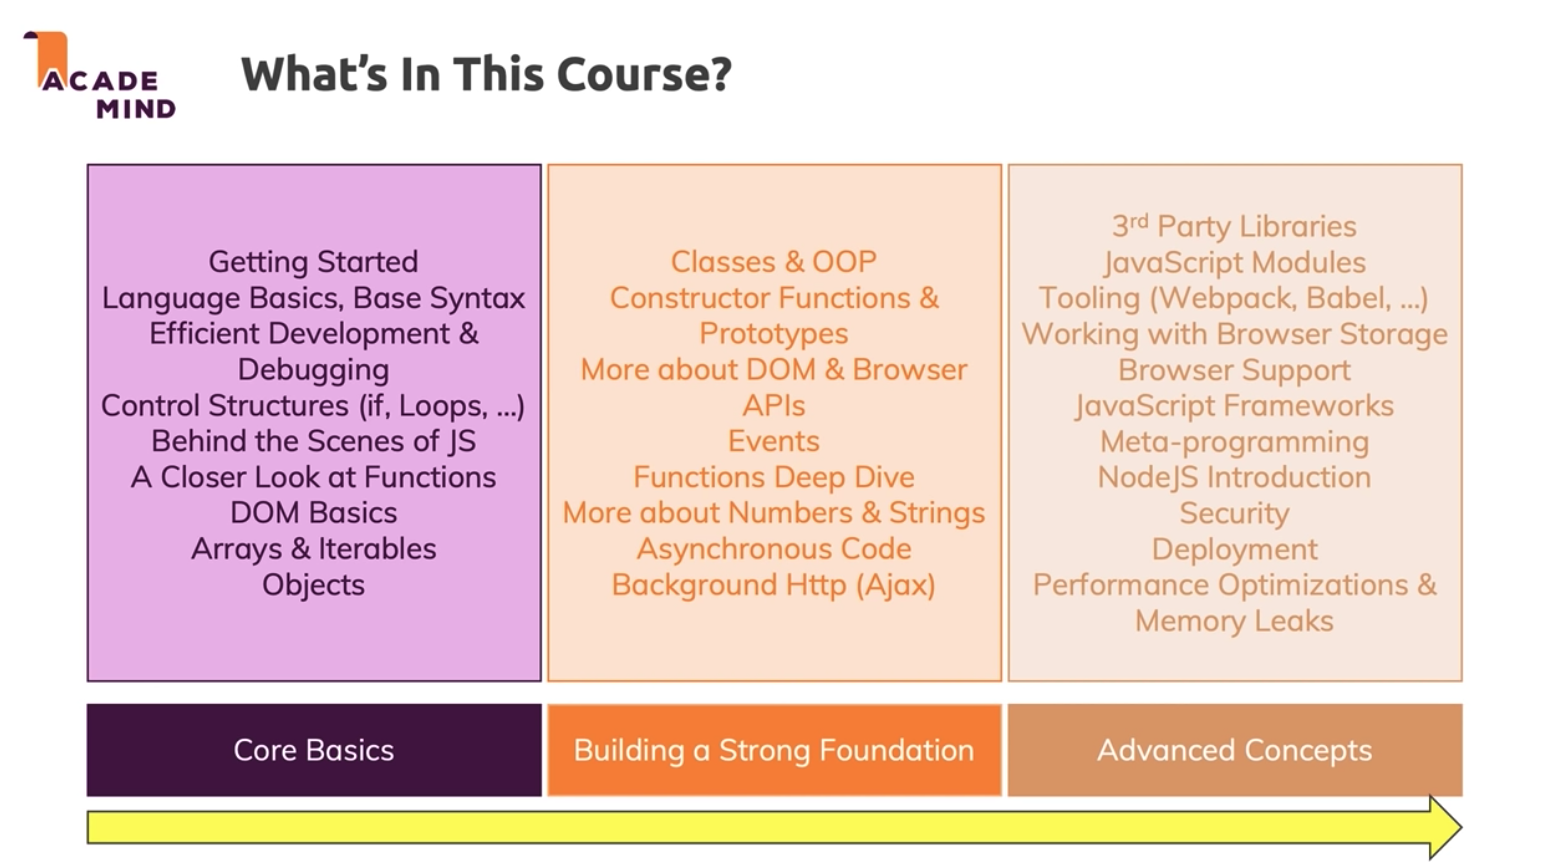 ACADE
MIND
What's In This Course?
Getting Started
Language Basics, Base Syntax
Efficient Development &
Debugging
Control Structures (if, Loops, ...)
Behind the Scenes of JS
A Closer Look at Functions
DOM Basics
Arrays & Iterables
Objects
Classes & OOP
Constructor Functions &
Prototypes
More about DOM & Browser
APIs
Events
Functions Deep Dive
More about Numbers & Strings
Asynchronous Code
Background Http (Ajax)
3rd Party Libraries
JavaScript Modules
Tooling (Webpack, Babel, ...)
Working with Browser Storage
Browser Support
JavaScript Frameworks
Meta-programming
NodeJS Introduction
Security
Deployment
Performance Optimizations &
Memory Leaks
Core Basics
Building a Strong Foundation
Advanced Concepts